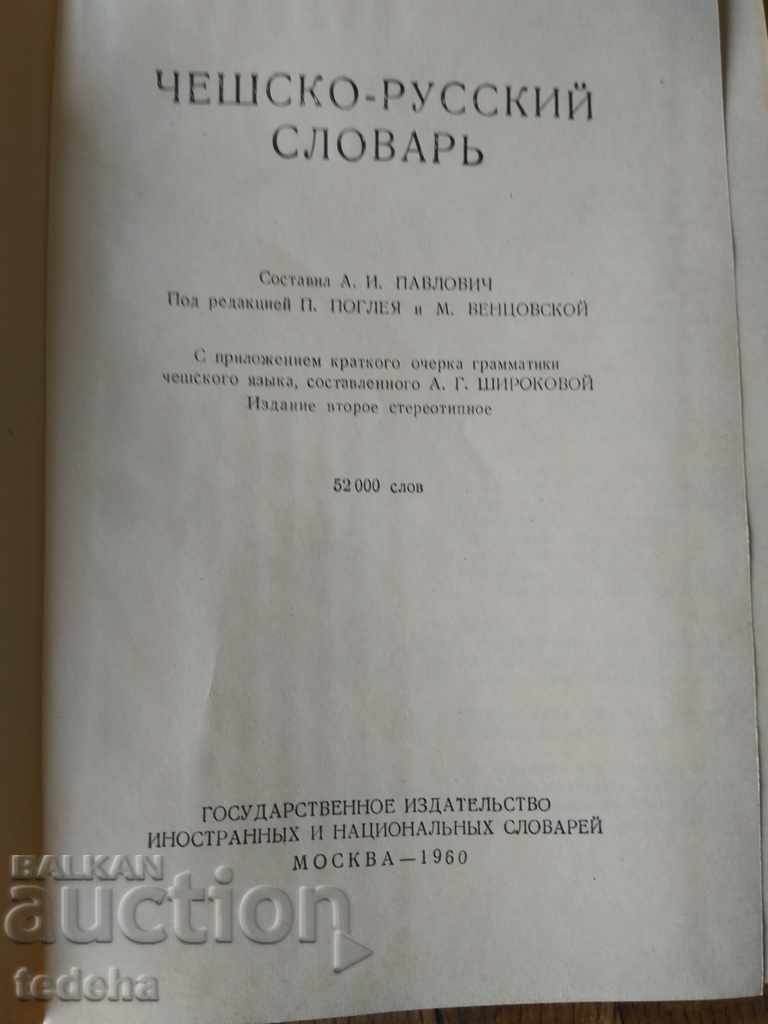 ЧЕШСКО-РУССКИЙ
СЛОВАРЬ
Составил А. И. ПАВЛОВИЧ
Под редакцией П. ПОГЛЕЯ и М. ВЕНЦОВСКОЙ
С приложением краткого очерка грамматики
чешского языка, составленного А. Г. ШИРОКОВОЙ
Издание второе стереотипное
52 000 слов
ГОСУДАРСТВЕННОЕ ИЗДАТЕЛЬСТВО
ИНОСТРАННЫХ И НАЦИОНАЛЬНЫХ СЛОВАРЕЙ
МОСКВА—1960
BALKAN
auction
tedeha